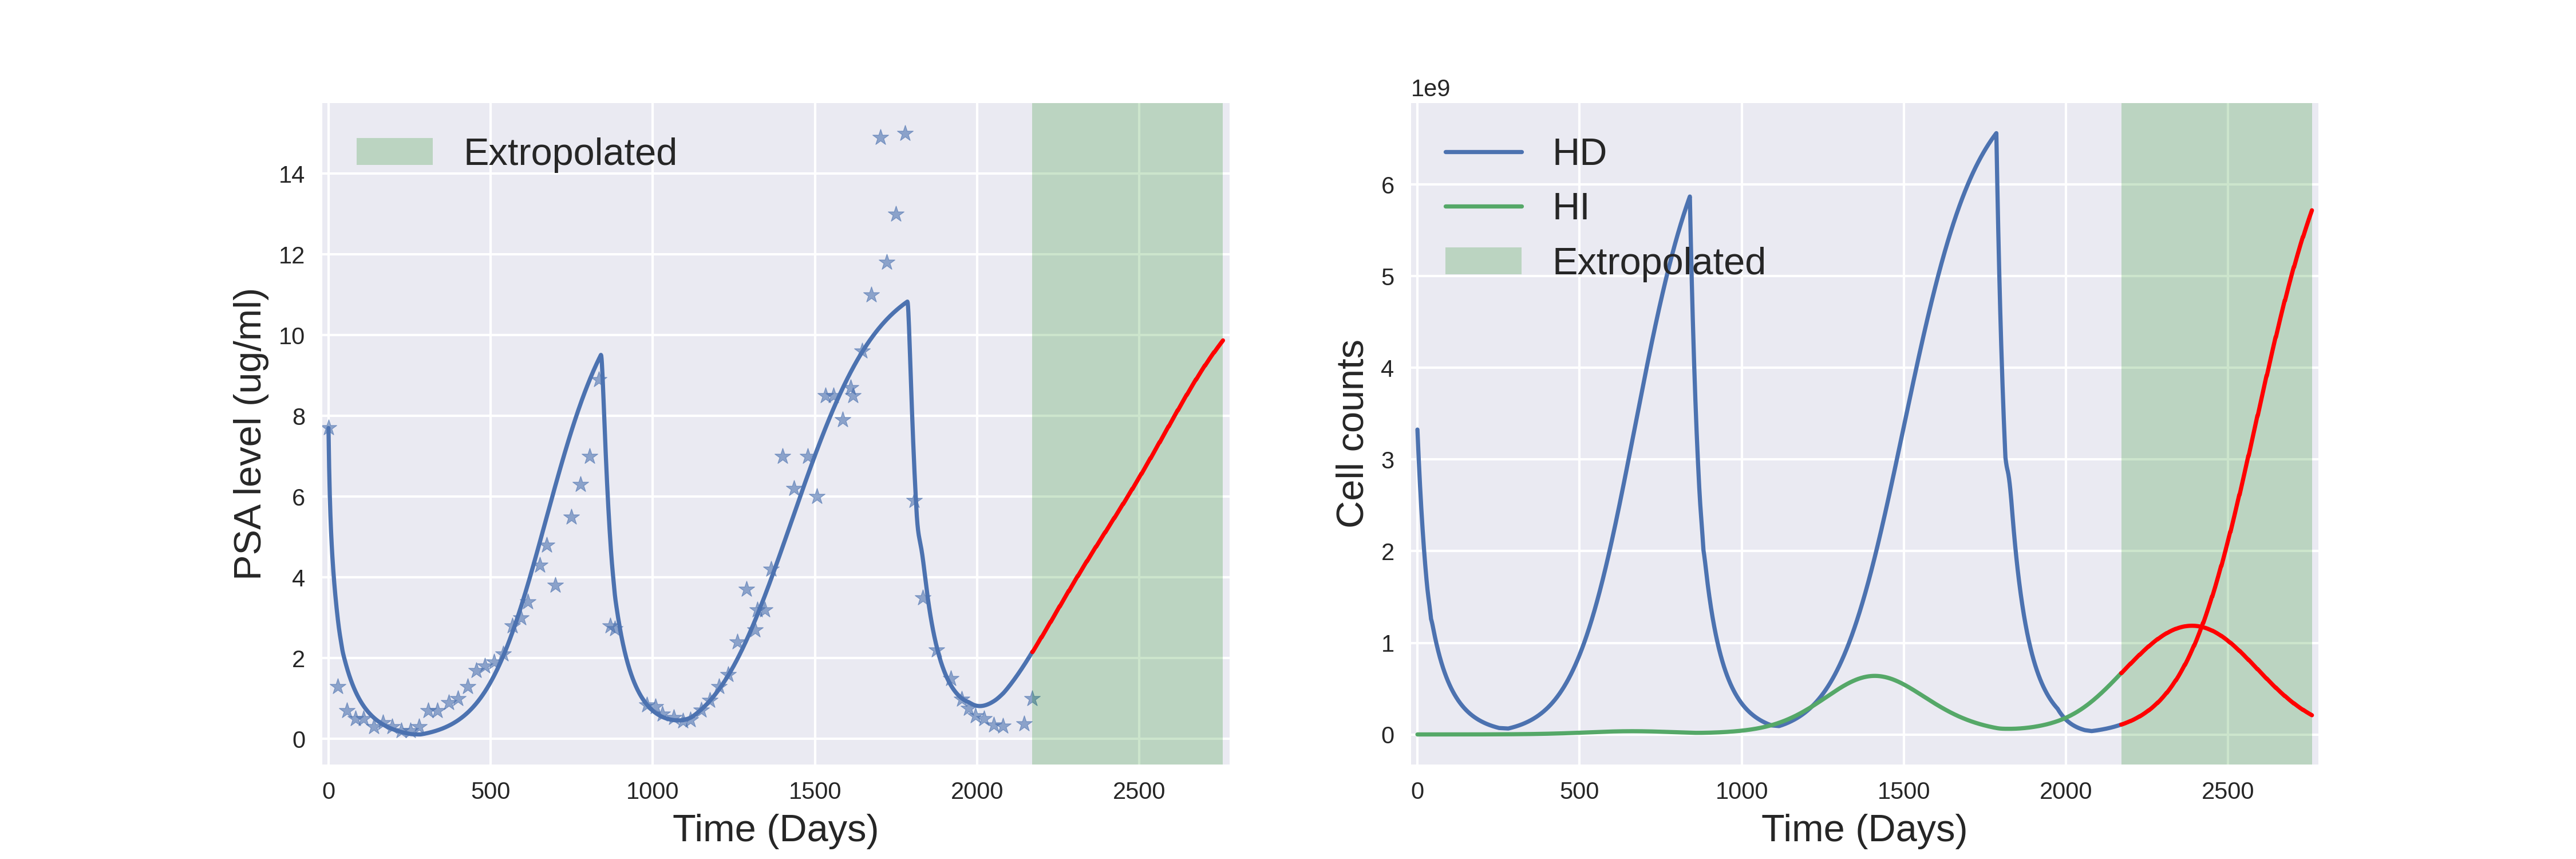 Extropolated
PSA level (ug/ml)
14
12
10
8
6
4
2
0
0 500 1000 1500 2000 2500
Time (Days)
1e9
HD
HI
Extropolated
Cell counts
6
5
4
3
2
1
0
0 500 1000 1500 2000 2500
Time (Days)